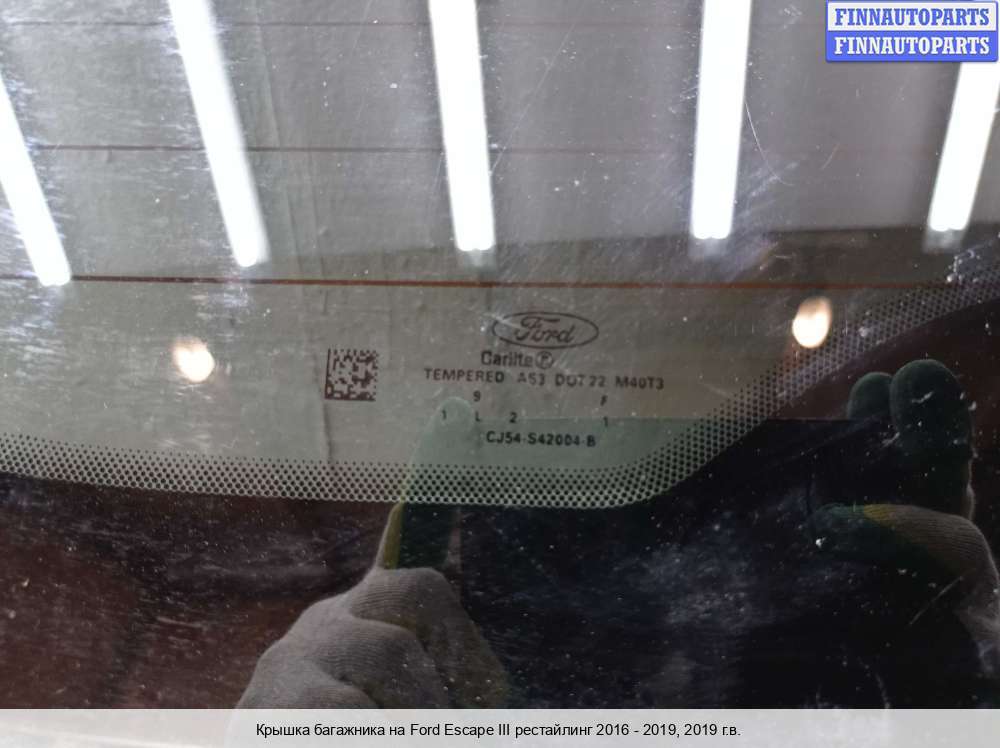 FINNAUTOPARTS
FINNAUTOPARTS
Ford
Carlite®
TEMPERED AS3 DOT22 M40T3
9 F
1 L 2 1
CJ54-S42004-B
Крышка багажника на Ford Escape III рестайлинг 2016 - 2019, 2019 г.в.